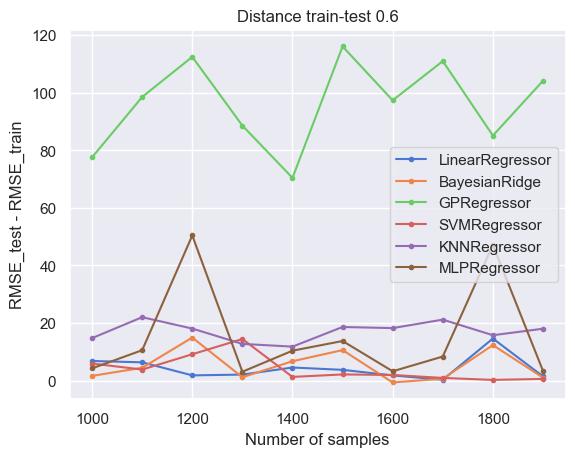 Distance train-test 0.6
120
100
80
60
40
20
0
RMSE_test - RMSE_train
LinearRegressor
BayesianRidge
GPRegressor
SVMRegressor
KNNRegressor
MLPRegressor
1000
1200
1400
1600
1800
Number of samples